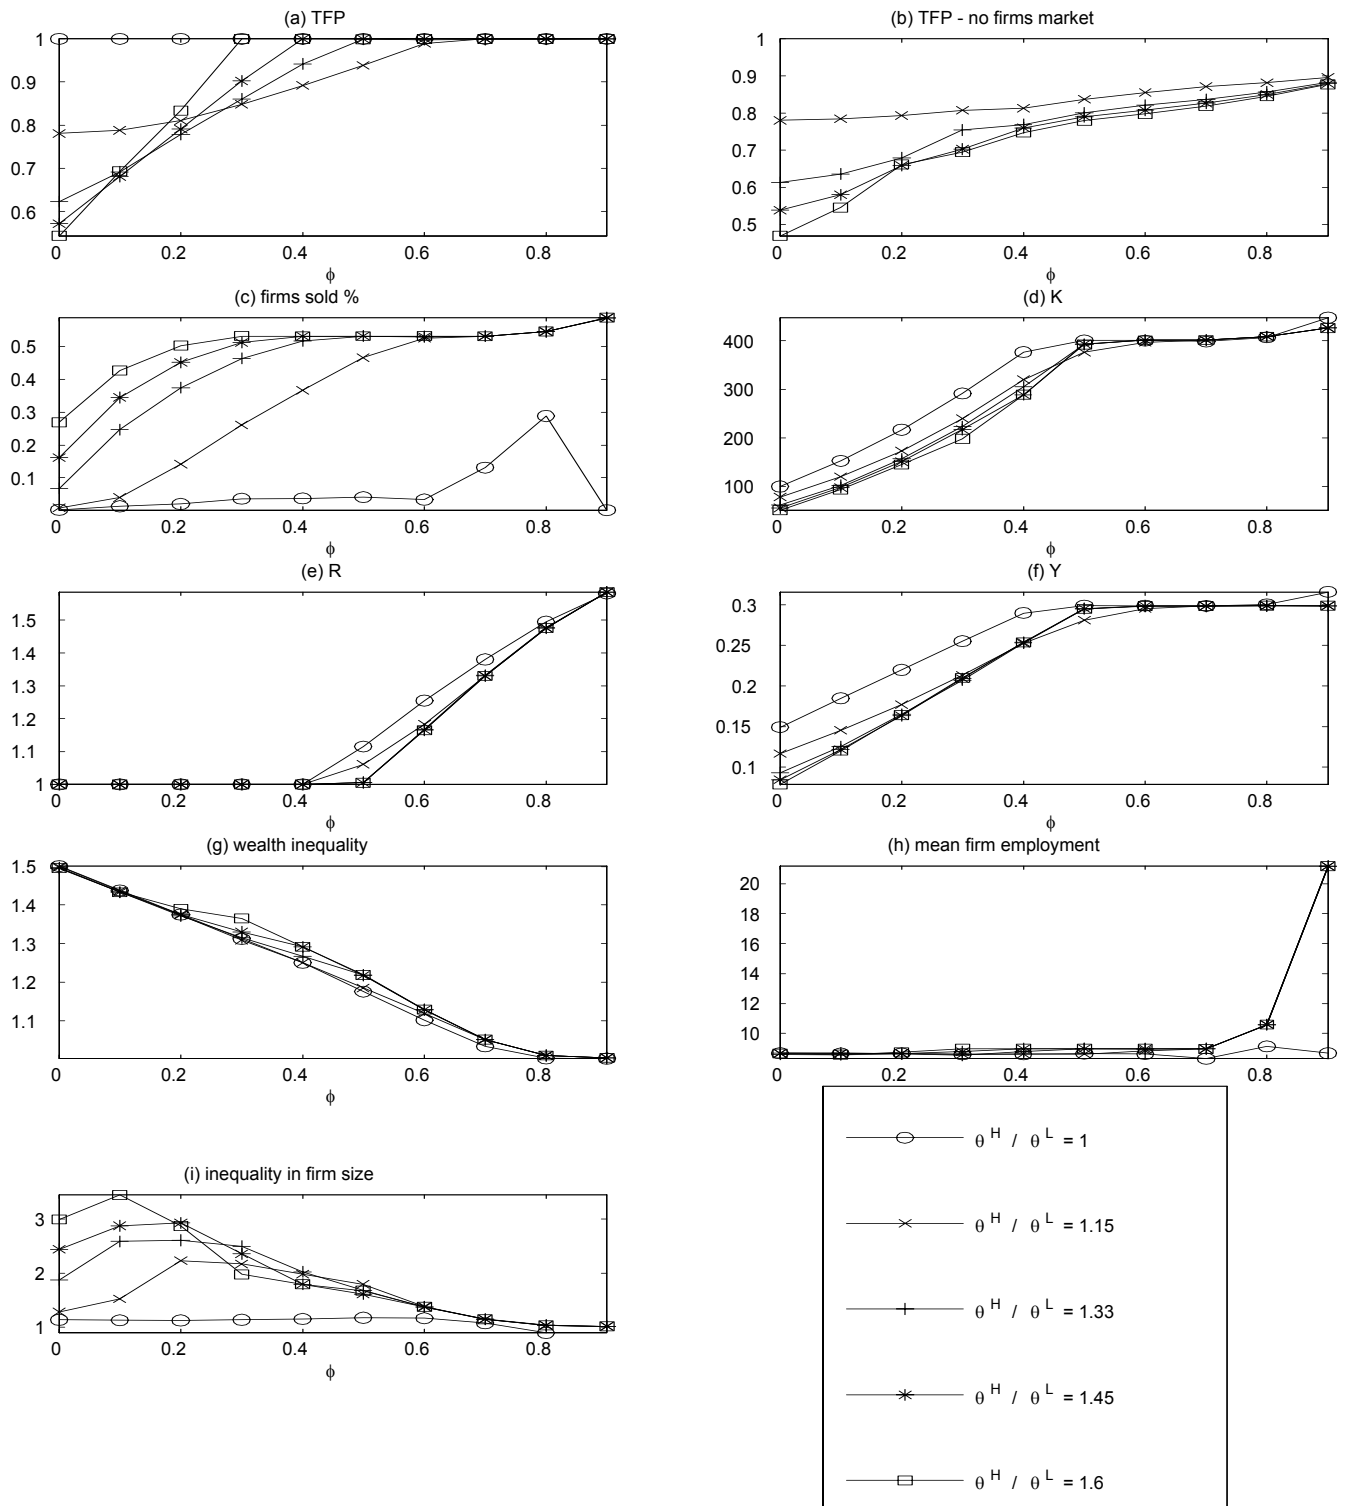 (a) TFP
1
0.9
0.8
0.7
0.6
0 0.2 0.4 0.6 0.8
ϕ
(b) TFP - no firms market
1
0.9
0.8
0.7
0.6
0.5
0 0.2 0.4 0.6 0.8
ϕ
(c) firms sold %
0.5
0.4
0.3
0.2
0.1
0 0.2 0.4 0.6 0.8
ϕ
(d) K
400
300
200
100
0 0.2 0.4 0.6 0.8
ϕ
(e) R
1.5
1.4
1.3
1.2
1.1
1
0 0.2 0.4 0.6 0.8
ϕ
(f) Y
0.3
0.25
0.2
0.15
0.1
0 0.2 0.4 0.6 0.8
ϕ
(g) wealth inequality
1.5
1.4
1.3
1.2
1.1
0 0.2 0.4 0.6 0.8
ϕ
(h) mean firm employment
20
18
16
14
12
10
0 0.2 0.4 0.6 0.8
(i) inequality in firm size
3
2
1
0 0.2 0.4 0.6 0.8
ϕ
θ H / θ L = 1
θ H / θ L = 1.15
θ H / θ L = 1.33
θ H / θ L = 1.45
θ H / θ L = 1.6